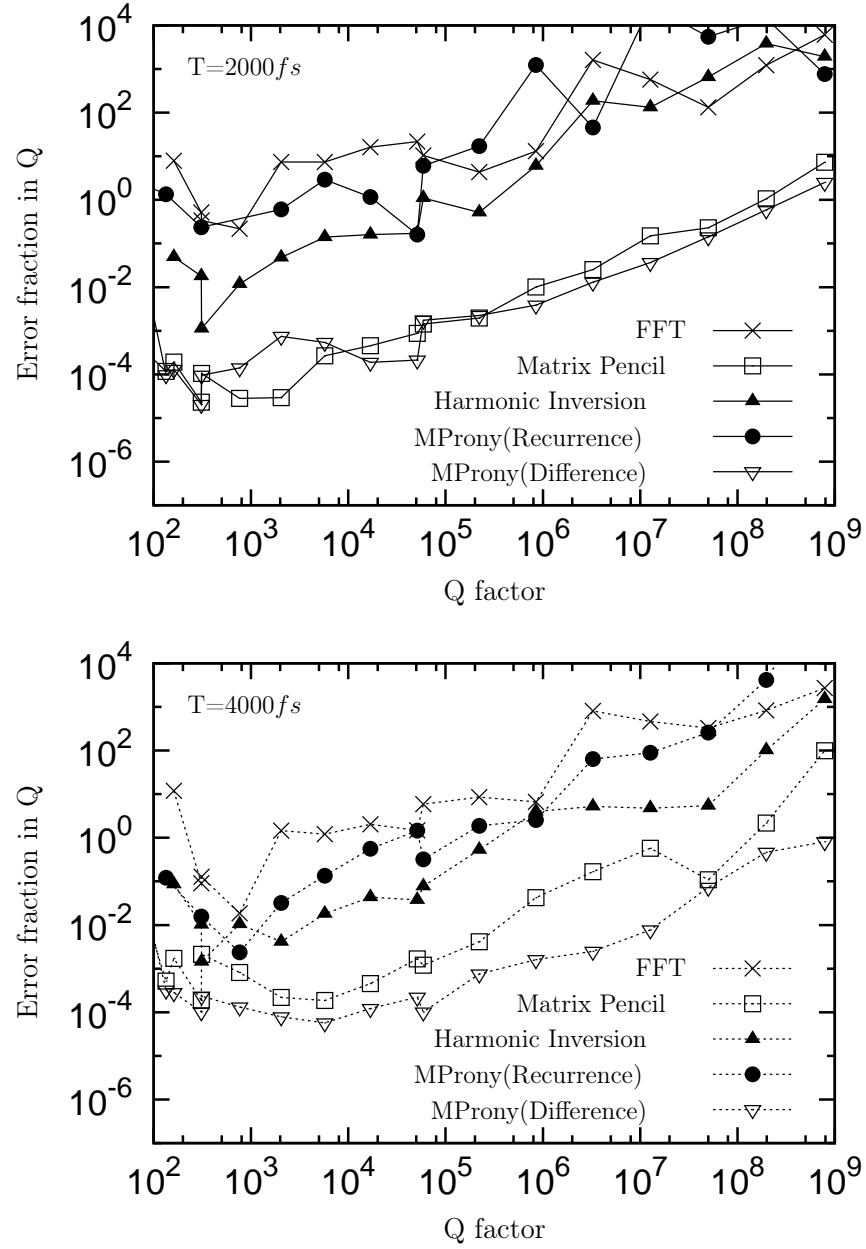 10^4
T=2000fs
10^2
10^0
10^-2
10^-4
10^-6
Error fraction in Q
FFT
Matrix Pencil
Harmonic Inversion
MProny(Recurrence)
MProny(Difference)
10^2 10^3 10^4 10^5 10^6 10^7 10^8 10^9
Q factor
10^4
T=4000fs
10^2
10^0
10^-2
10^-4
10^-6
Error fraction in Q
FFT
Matrix Pencil
Harmonic Inversion
MProny(Recurrence)
MProny(Difference)
10^2 10^3 10^4 10^5 10^6 10^7 10^8 10^9
Q factor